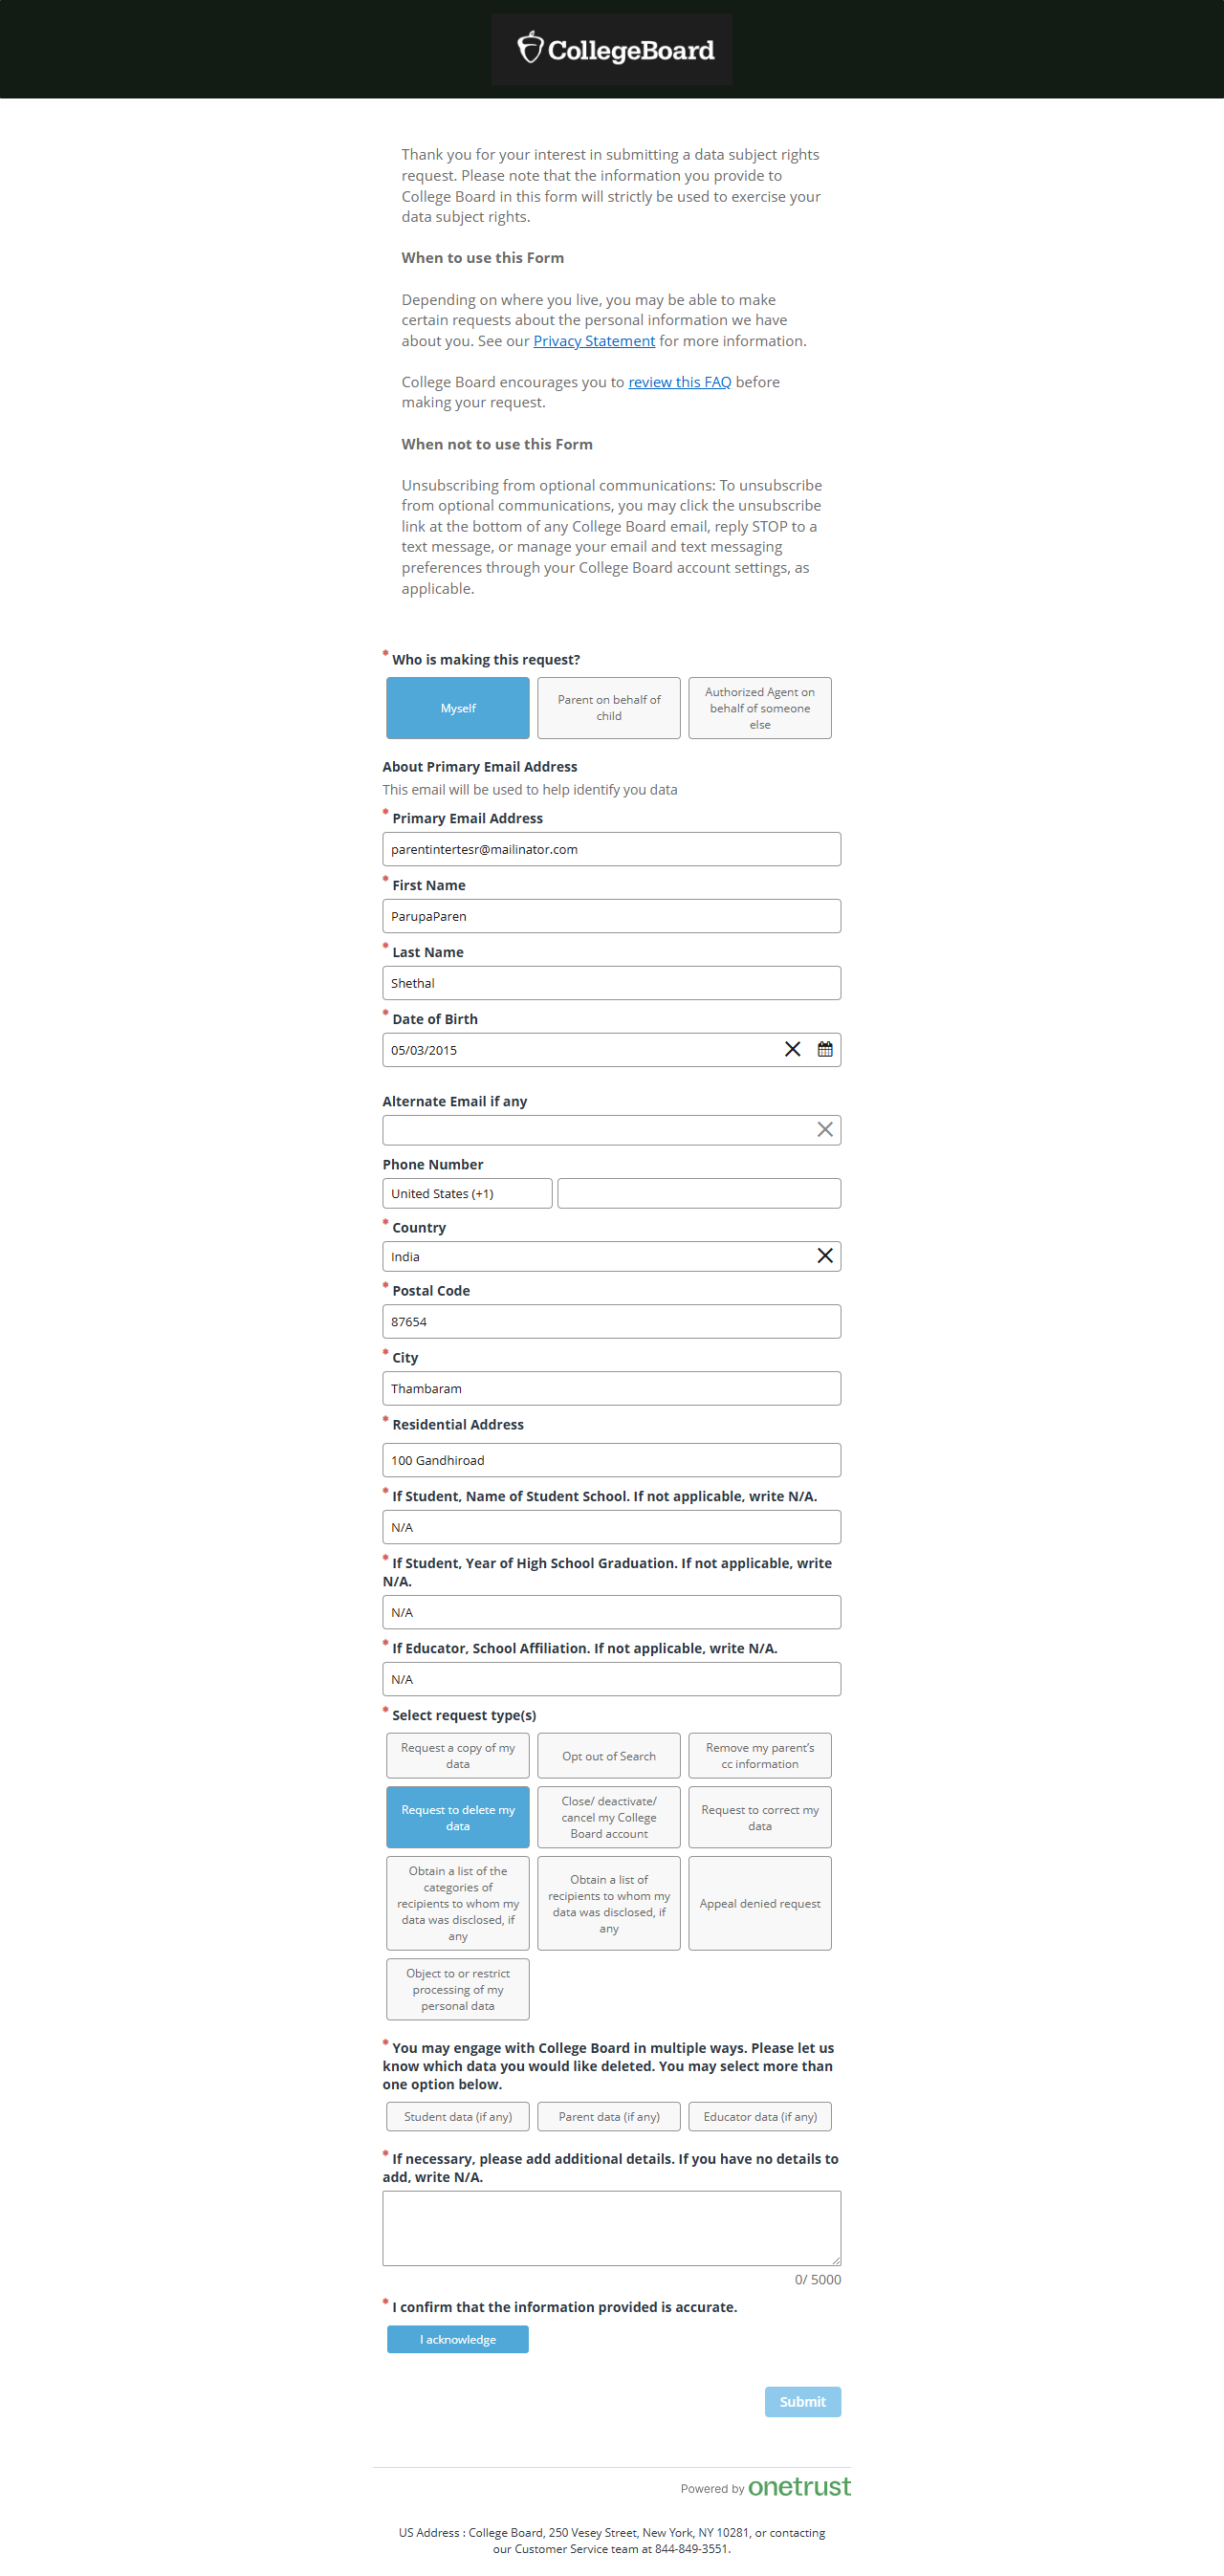 CollegeBoard
Thank you for your interest in submitting a data subject rights
request. Please note that the information you provide to
College Board in this form will strictly be used to exercise your
data subject rights.
When to use this Form
Depending on where you live, you may be able to make
certain requests about the personal information we have
about you. See our Privacy Statement for more information.
College Board encourages you to review this FAQ before
making your request.
When not to use this Form
Unsubscribing from optional communications: To unsubscribe
from optional communications, you may click the unsubscribe
link at the bottom of any College Board email, reply STOP to a
text message, or manage your email and text messaging
preferences through your College Board account settings, as
applicable.
* Who is making this request?
Myself
Parent on behalf of
child
Authorized Agent on
behalf of someone
else
About Primary Email Address
This email will be used to help identify you data
* Primary Email Address
parentintertesr@mailinator.com
* First Name
ParupaParen
* Last Name
Shethal
* Date of Birth
05/03/2015
Alternate Email if any
Phone Number
United States (+1)
* Country
India
* Postal Code
87654
* City
Thambaram
* Residential Address
100 Gandhiroad
* If Student, Name of Student School. If not applicable, write N/A.
N/A
* If Student, Year of High School Graduation. If not applicable, write
N/A.
N/A
* If Educator, School Affiliation. If not applicable, write N/A.
N/A
* Select request type(s)
Request a copy of my
data
Opt out of Search
Remove my parent's
cc information
Request to delete my
data
Close/ deactivate/
cancel my College
Board account
Request to correct my
data
Obtain a list of the
categories of
recipients to whom my
data was disclosed, if
any
Obtain a list of
recipients to whom my
data was disclosed, if
any
Appeal denied request
Object to or restrict
processing of my
personal data
* You may engage with College Board in multiple ways. Please let us
know which data you would like deleted. You may select more than
one option below.
Student data (if any)
Parent data (if any)
Educator data (if any)
* If necessary, please add additional details. If you have no details to
add, write N/A.
0/ 5000
* I confirm that the information provided is accurate.
I acknowledge
Submit
Powered by onetrust
US Address : College Board, 250 Vesey Street, New York, NY 10281, or contacting
our Customer Service team at 844-849-3551.